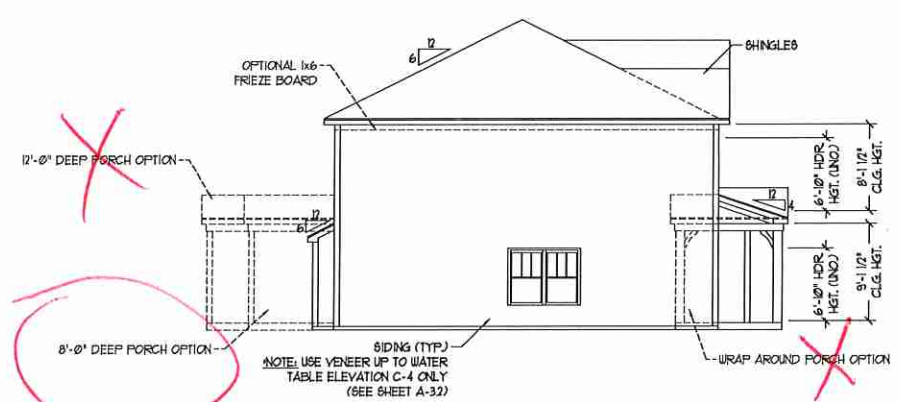 12
6
OPTIONAL 1x6
FRIEZE BOARD
SHINGLES
12'-0" DEEP PORCH OPTION
12
6
12
4
6'-10" HDR.
HGT. (UNO.)
8'-1 1/2"
CLG. HGT.
6'-10" HDR.
HGT. (UNO.)
9'-1 1/2"
CLG. HGT.
8'-0" DEEP PORCH OPTION
SIDING (TYP.)
NOTE: USE VENEER UP TO WATER
TABLE ELEVATION C-4 ONLY
(SEE SHEET A-3.2)
WRAP AROUND PORCH OPTION